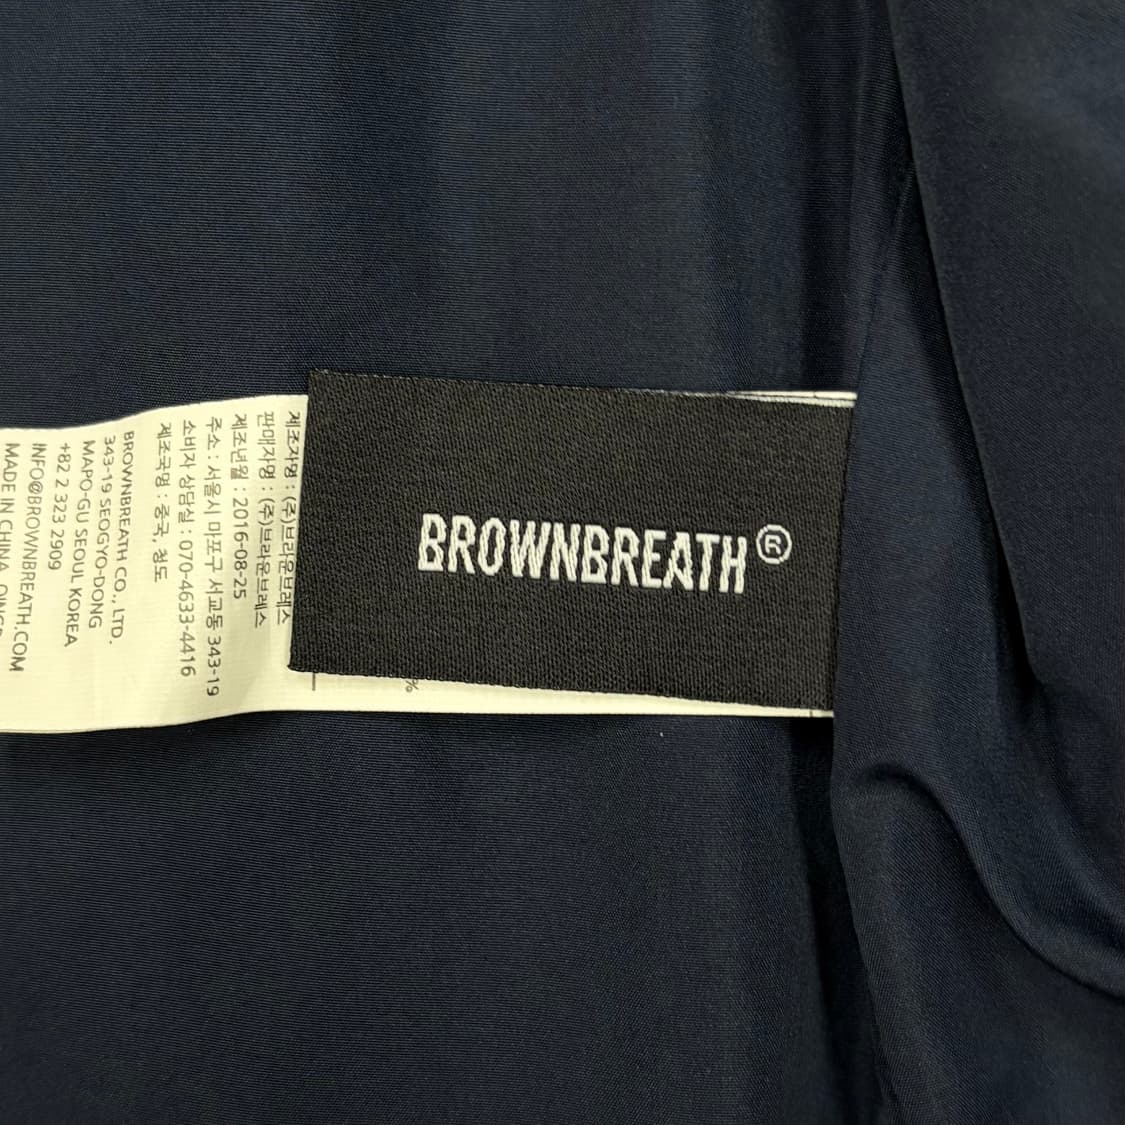 BROWNBREATH®
제조자명 : (주)브라운브레스
판매자명 : (주)브라운브레스
제조년월 : 2016-08-25
주소 : 서울시 마포구 서교동 343-19
소비자 상담실 : 070-4633-4416
제조국명 : 중국 청도
BROWNBREATH CO., LTD.
343-19 SEOGYO-DONG
MAPO-GU SEOUL KOREA
+82 2 323 2909
INFO@BROWNBREATH.COM
MADE IN CHINA
%